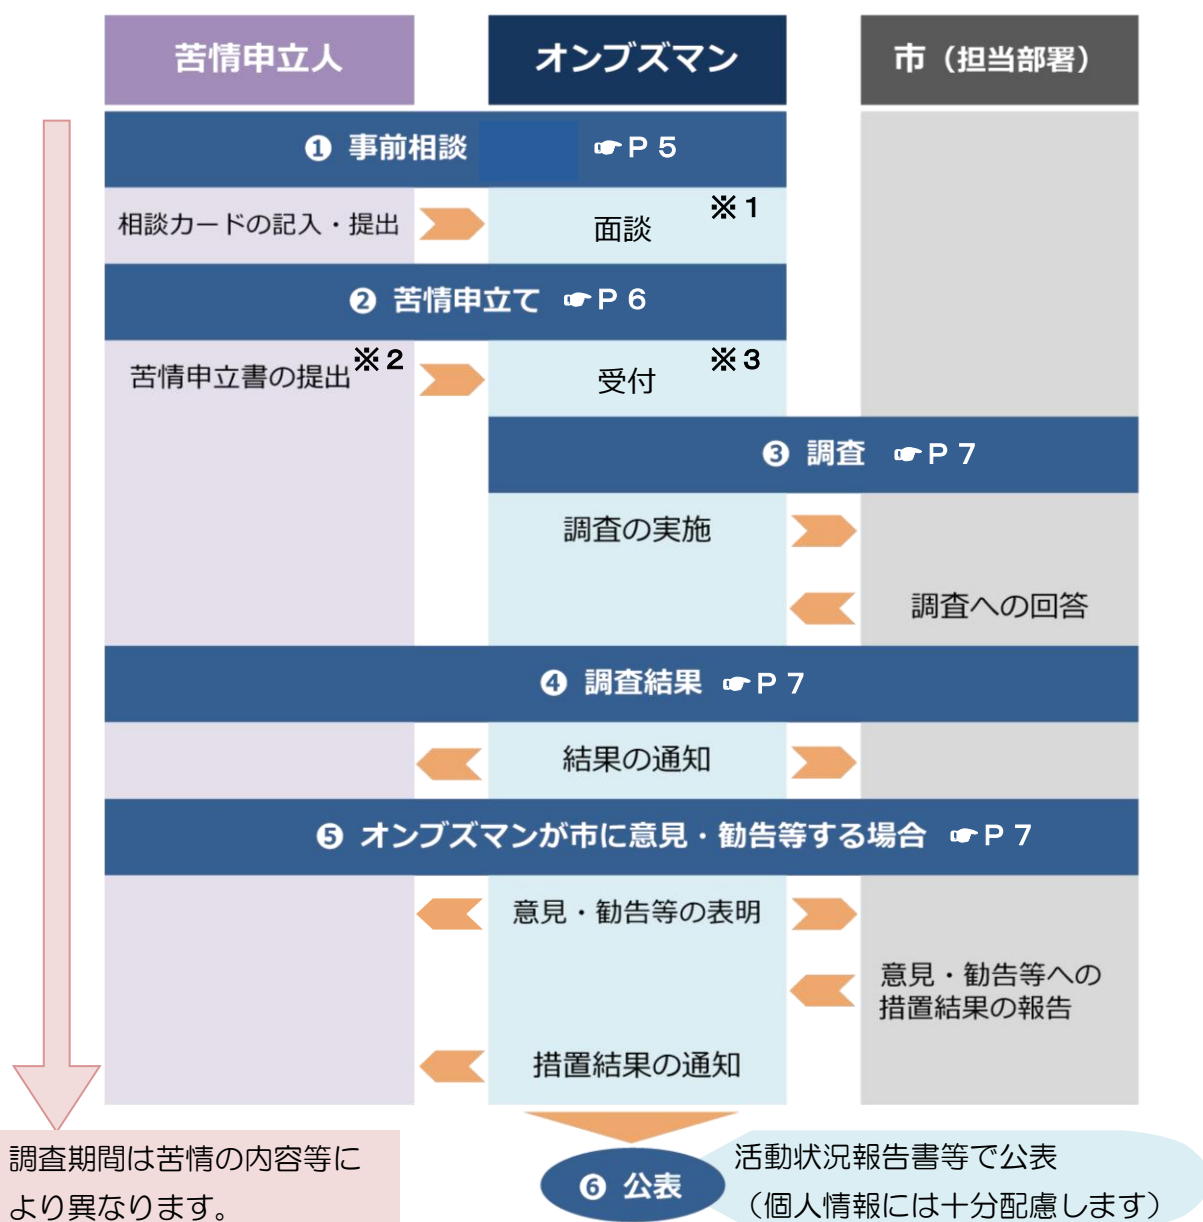 苦情申立人
オンブズマン
市（担当部署）
❶ 事前相談 ☛Ｐ５
相談カードの記入・提出
面談
※１
❷ 苦情申立て ☛Ｐ６
苦情申立書の提出※２
受付
※３
❸ 調査 ☛Ｐ７
調査の実施
調査への回答
❹ 調査結果 ☛Ｐ７
結果の通知
❺ オンブズマンが市に意見・勧告等する場合 ☛Ｐ７
意見・勧告等の表明
意見・勧告等への
措置結果の報告
措置結果の通知
調査期間は苦情の内容等に
より異なります。
❻ 公表
活動状況報告書等で公表
（個人情報には十分配慮します）